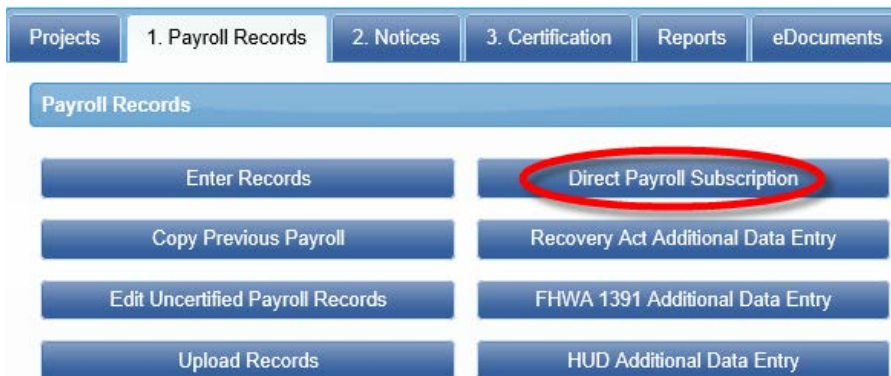 Projects 1. Payroll Records 2. Notices 3. Certification Reports eDocuments
Payroll Records
Enter Records Direct Payroll Subscription
Copy Previous Payroll Recovery Act Additional Data Entry
Edit Uncertified Payroll Records FHWA 1391 Additional Data Entry
Upload Records HUD Additional Data Entry